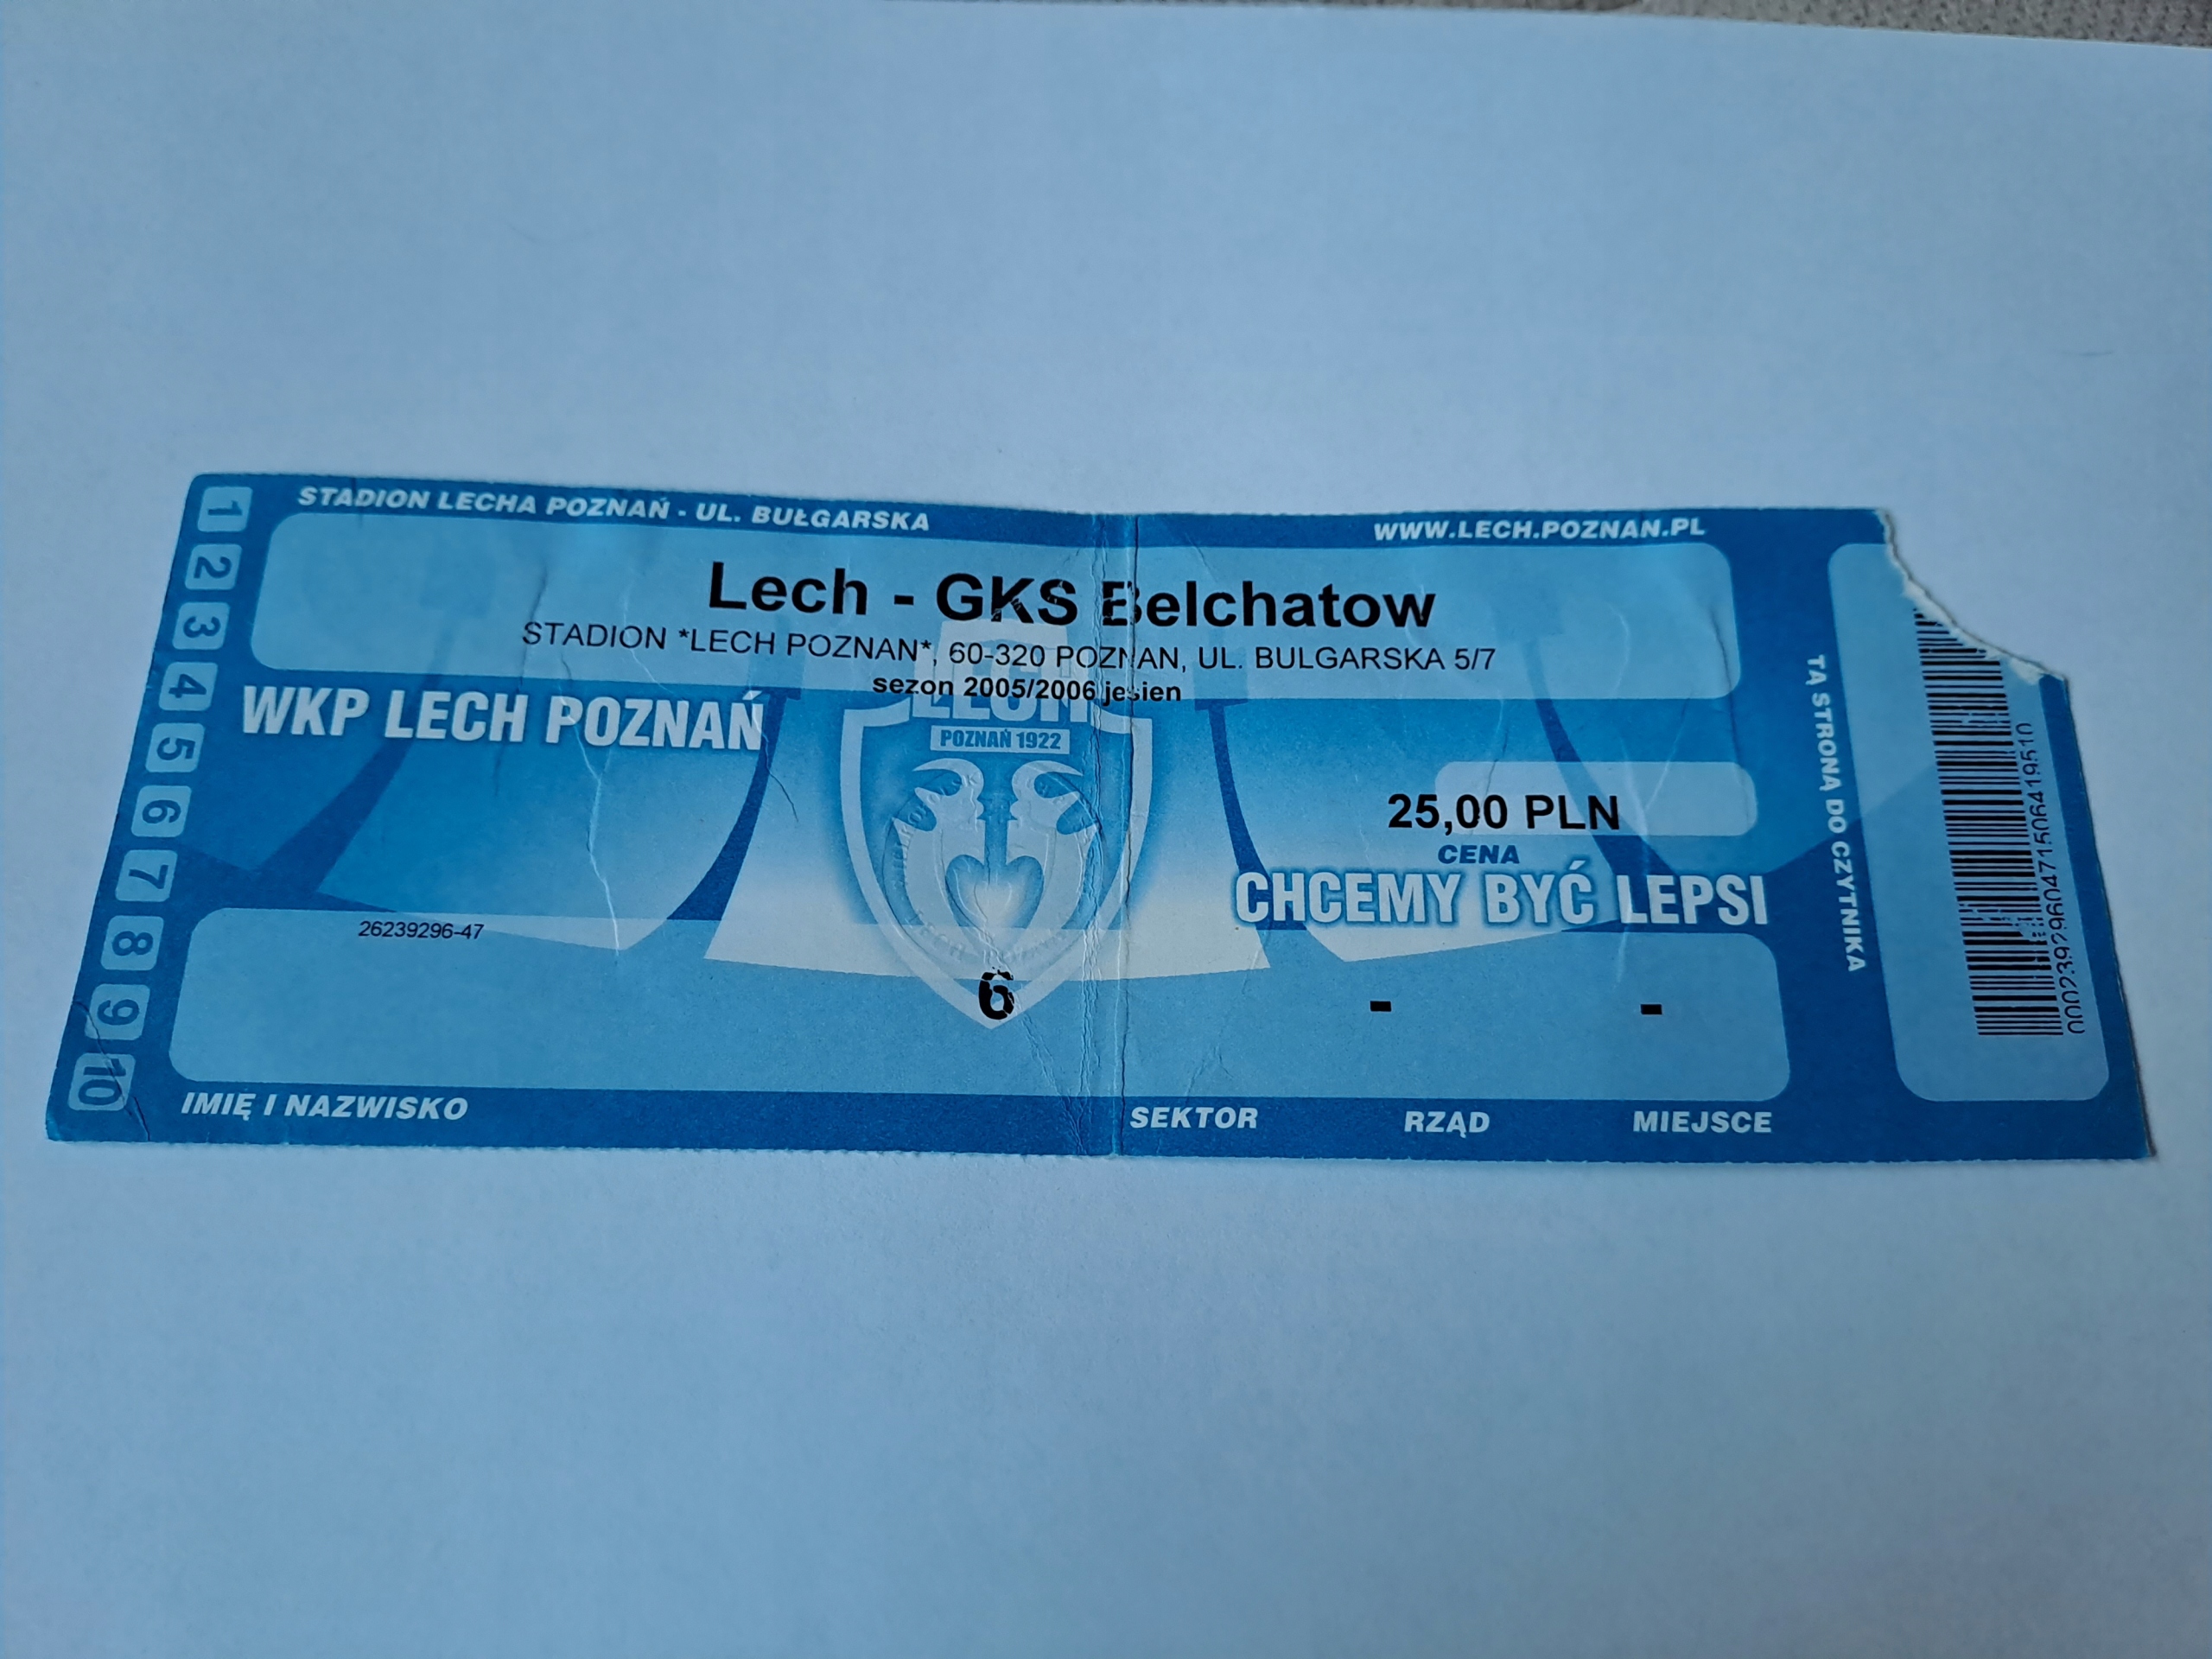 STADION LECHA POZNAŃ - UL. BUŁGARSKA
WWW.LECH.POZNAN.PL
Lech - GKS Belchatow
STADION *LECH POZNAN*, 60-320 POZNAN, UL. BULGARSKA 5/7
sezon 2005/2006 jesien
WKP LECH POZNAŃ
LECH
POZNAŃ 1922
25,00 PLN
CENA
CHCEMY BYĆ LEPSI
26239296-47
6 - -
IMIĘ I NAZWISKO
SEKTOR RZĄD MIEJSCE
1
2
3
4
5
6
7
8
9
10
TĄ STRONĄ DO CZYTNIKA